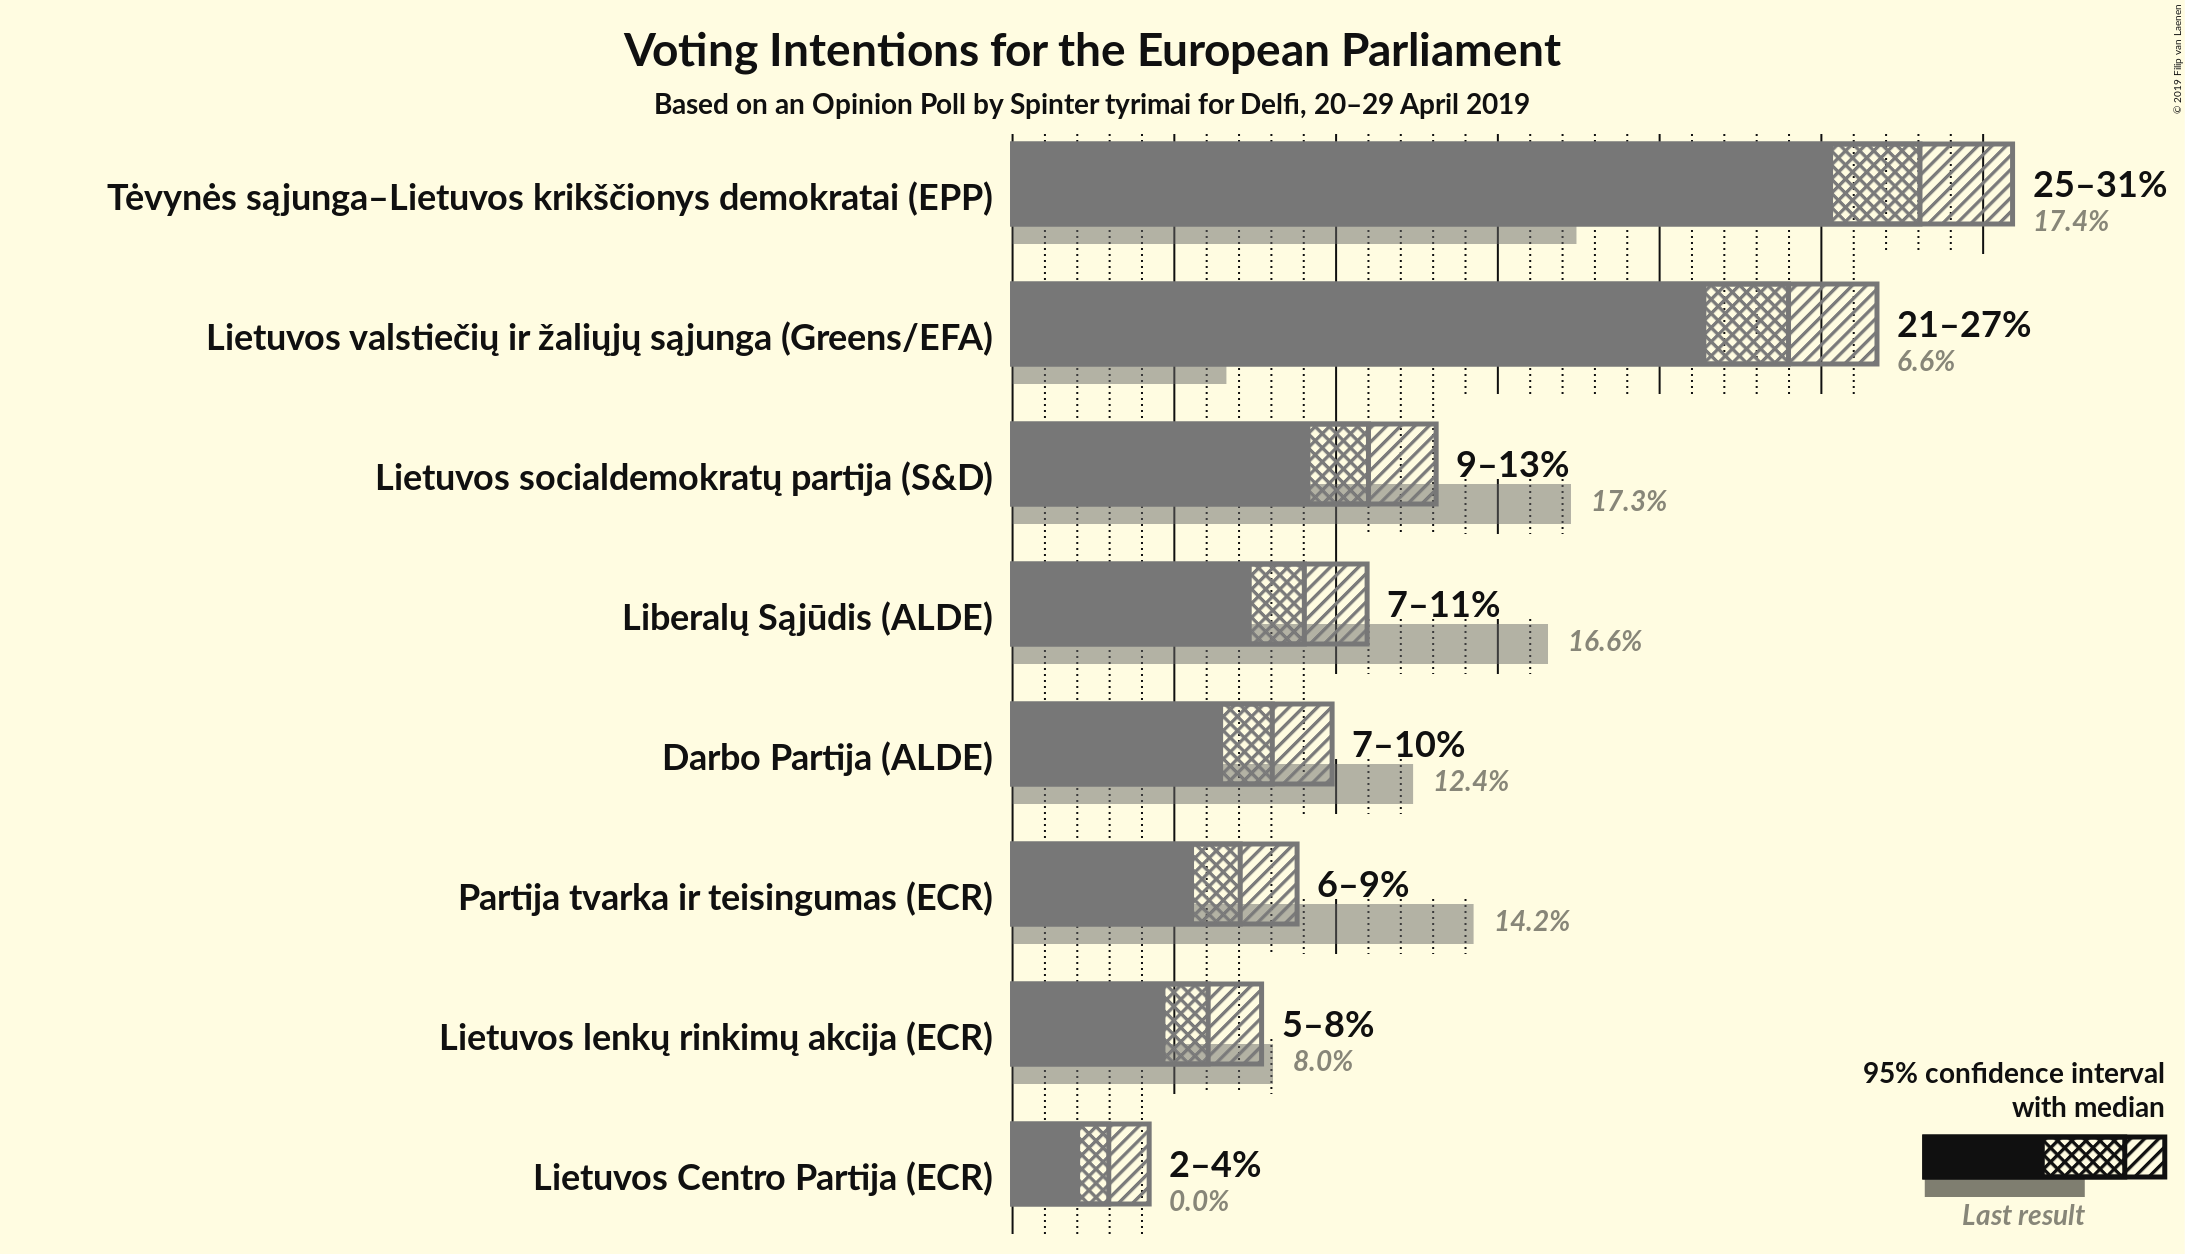 Voting Intentions for the European Parliament
Based on an Opinion Poll by Spinter tyrimai for Delfi, 20–29 April 2019
© 2019 Filip van Laenen
Tėvynės sąjunga–Lietuvos krikščionys demokratai (EPP)
25–31%
17.4%
Lietuvos valstiečių ir žaliųjų sąjunga (Greens/EFA)
21–27%
6.6%
Lietuvos socialdemokratų partija (S&D)
9–13%
17.3%
Liberalų Sąjūdis (ALDE)
7–11%
16.6%
Darbo Partija (ALDE)
7–10%
12.4%
Partija tvarka ir teisingumas (ECR)
6–9%
14.2%
Lietuvos lenkų rinkimų akcija (ECR)
5–8%
8.0%
Lietuvos Centro Partija (ECR)
2–4%
0.0%
95% confidence interval
with median
Last result